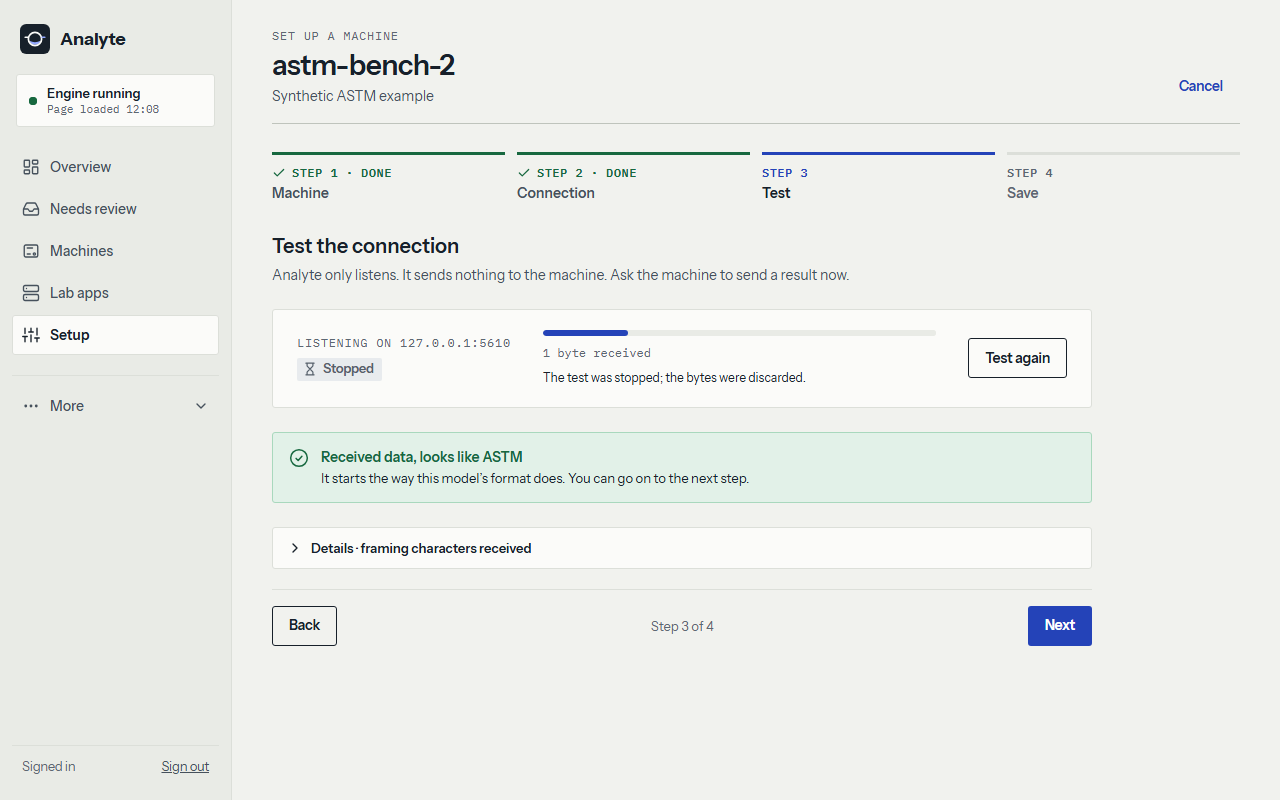 Analyte
Engine running
Page loaded 12:08
Overview
Needs review
Machines
Lab apps
Setup
More
Signed in
Sign out
SET UP A MACHINE
astm-bench-2
Synthetic ASTM example
Cancel
STEP 1 · DONE
Machine
STEP 2 · DONE
Connection
STEP 3
Test
STEP 4
Save
Test the connection
Analyte only listens. It sends nothing to the machine. Ask the machine to send a result now.
LISTENING ON 127.0.0.1:5610
Stopped
1 byte received
The test was stopped; the bytes were discarded.
Test again
Received data, looks like ASTM
It starts the way this model’s format does. You can go on to the next step.
Details · framing characters received
Back
Step 3 of 4
Next